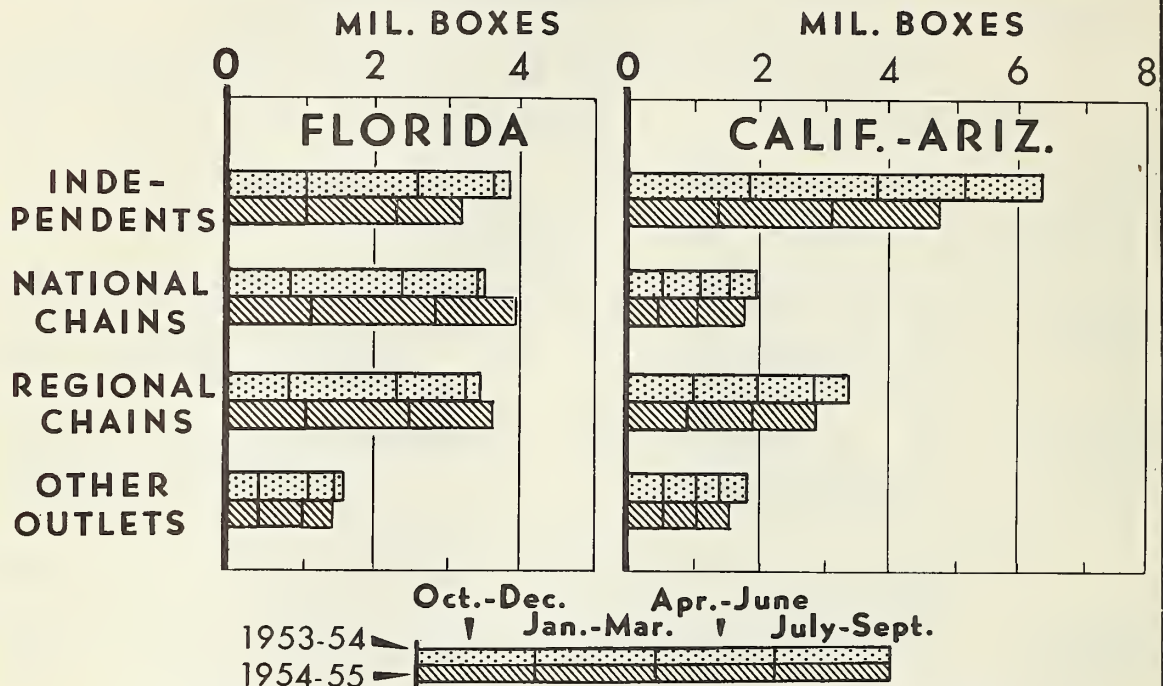 MIL. BOXES
0 2 4
FLORIDA
MIL. BOXES
0 2 4 6 8
CALIF.-ARIZ.
INDE-
PENDENTS
NATIONAL
CHAINS
REGIONAL
CHAINS
OTHER
OUTLETS
Oct.-Dec. Apr.-June
Jan.-Mar. July-Sept.
1953-54
1954-55